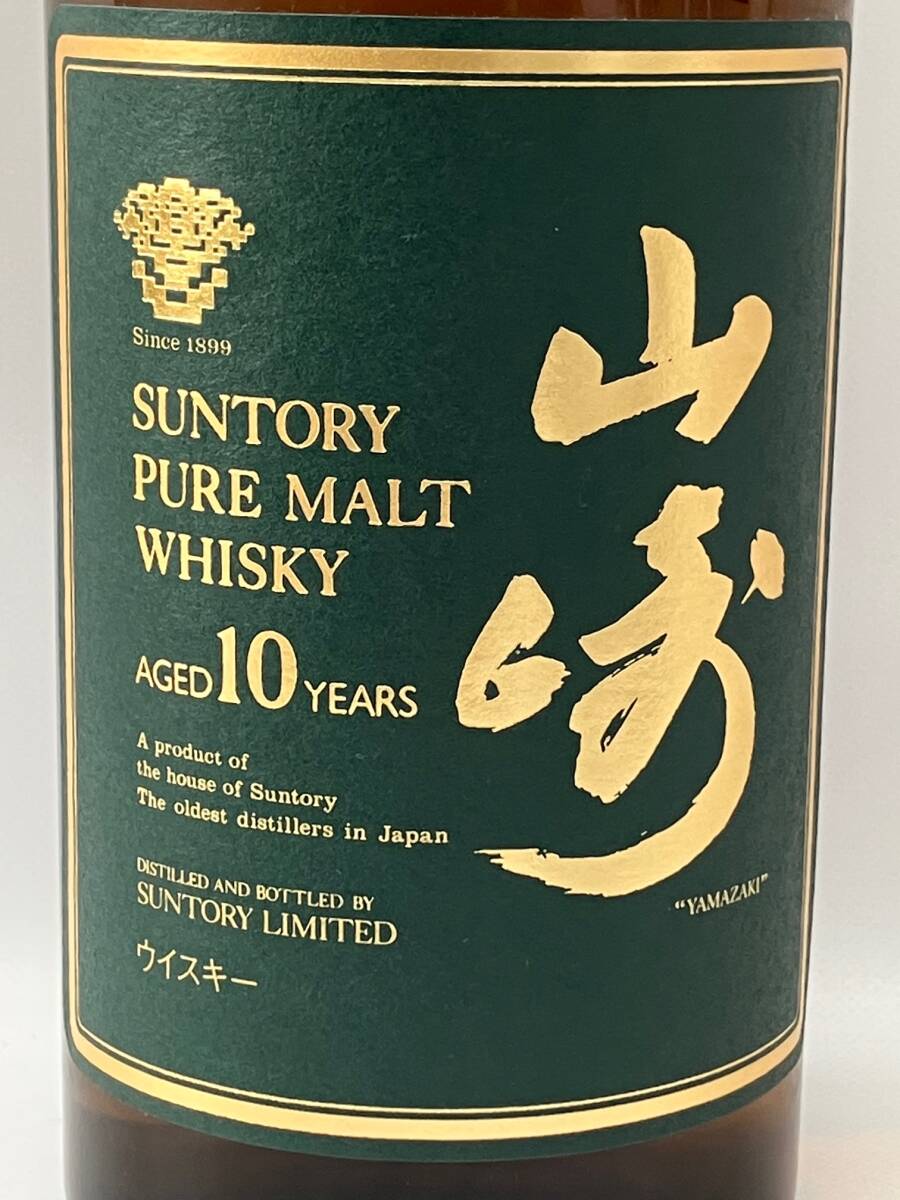 Since 1899
SUNTORY
PURE MALT
WHISKY
AGED 10 YEARS
A product of
the house of Suntory
The oldest distillers in Japan
DISTILLED AND BOTTLED BY
SUNTORY LIMITED
ウイスキー
山崎
"YAMAZAKI"